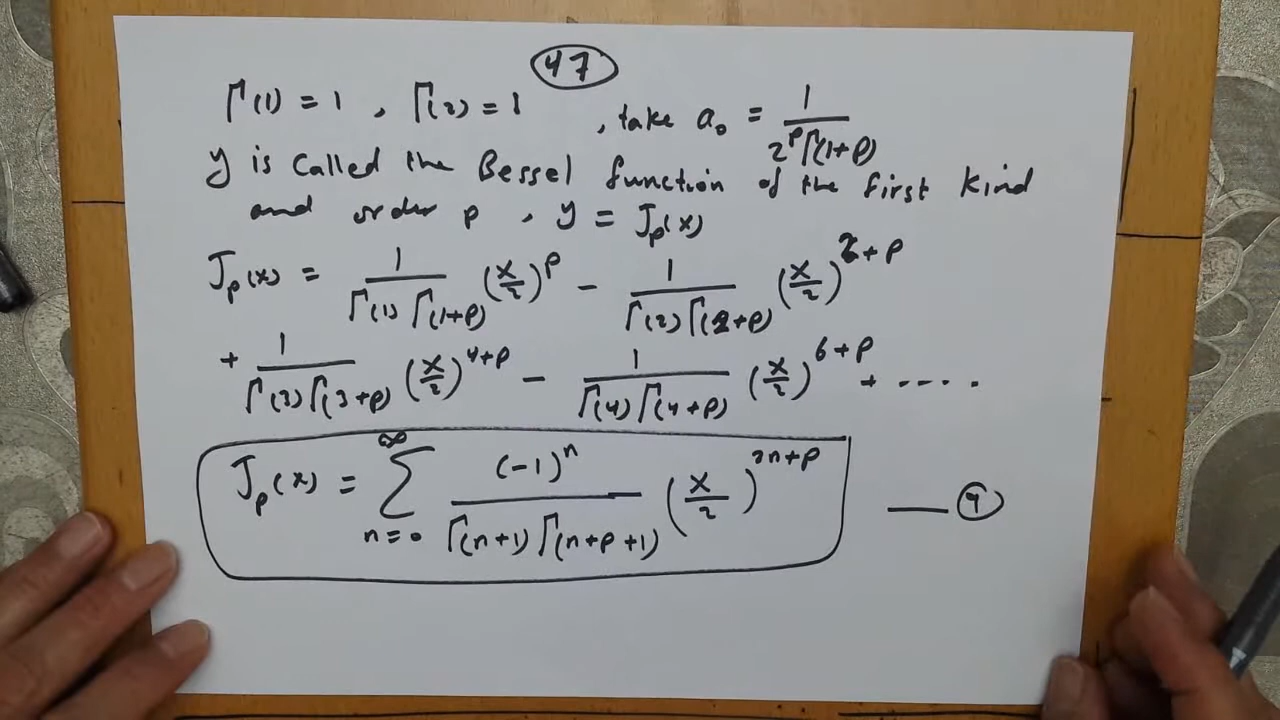 47
Γ(1) = 1 , Γ(2) = 1 , take a₀ = 1/(2^p Γ(1+p))
y is called the Bessel function of the first kind
and order p , y = J_p(x)
J_p(x) = 1/(Γ(1) Γ(1+p)) (x/2)^p − 1/(Γ(2) Γ(2+p)) (x/2)^(2+p)
+ 1/(Γ(3) Γ(3+p)) (x/2)^(4+p) − 1/(Γ(4) Γ(4+p)) (x/2)^(6+p) + ....
J_p(x) = ∑_(n=0)^∞ (-1)^n/(Γ(n+1) Γ(n+p+1)) (x/2)^(2n+p) —